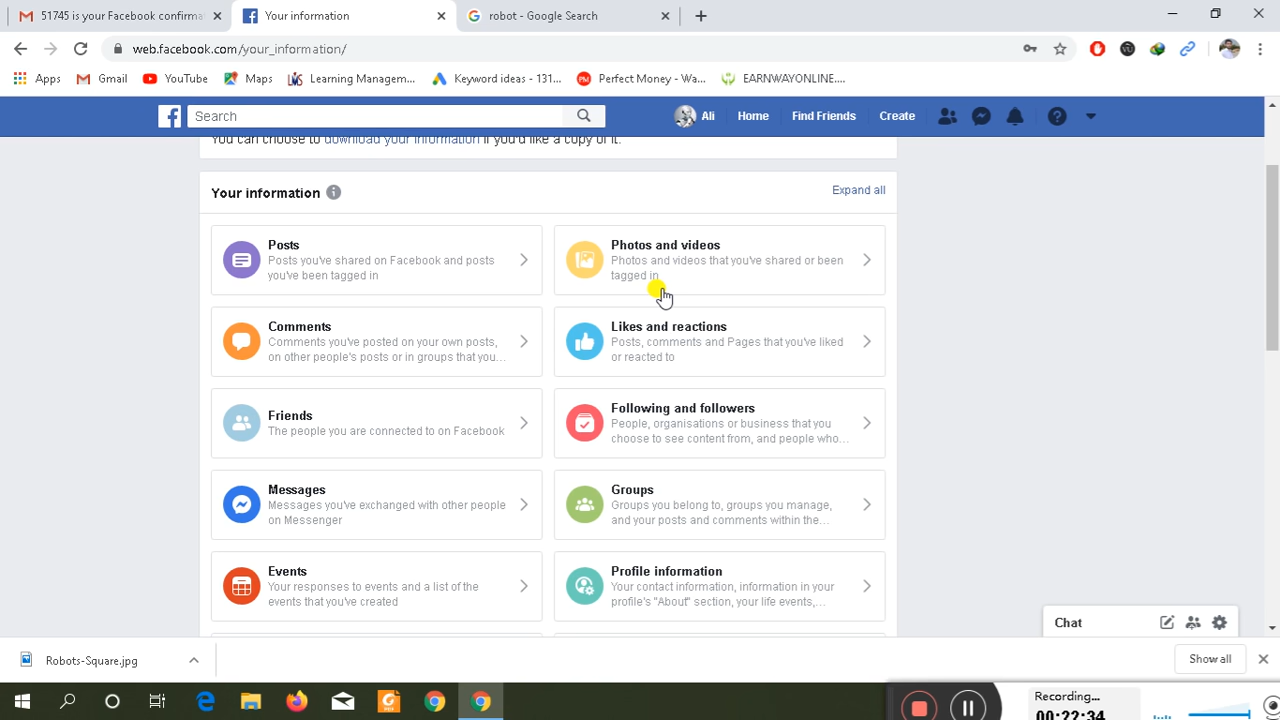 51745 is your Facebook confirma
Your information
robot - Google Search
web.facebook.com/your_information/
Apps
Gmail
YouTube
Maps
Learning Managem...
Keyword ideas - 131...
Perfect Money - Wa...
EARNWAYONLINE....
Search
Ali
Home
Find Friends
Create
You can choose to download your information if you'd like a copy of it.
Your information
Expand all
Posts
Posts you've shared on Facebook and posts
you've been tagged in
Photos and videos
Photos and videos that you've shared or been
tagged in
Comments
Comments you've posted on your own posts,
on other people's posts or in groups that you...
Likes and reactions
Posts, comments and Pages that you've liked
or reacted to
Friends
The people you are connected to on Facebook
Following and followers
People, organisations or business that you
choose to see content from, and people who...
Messages
Messages you've exchanged with other people
on Messenger
Groups
Groups you belong to, groups you manage,
and your posts and comments within the...
Events
Your responses to events and a list of the
events that you've created
Profile information
Your contact information, information in your
profile's "About" section, your life events,...
Chat
Robots-Square.jpg
Show all
Recording...
00:22:34